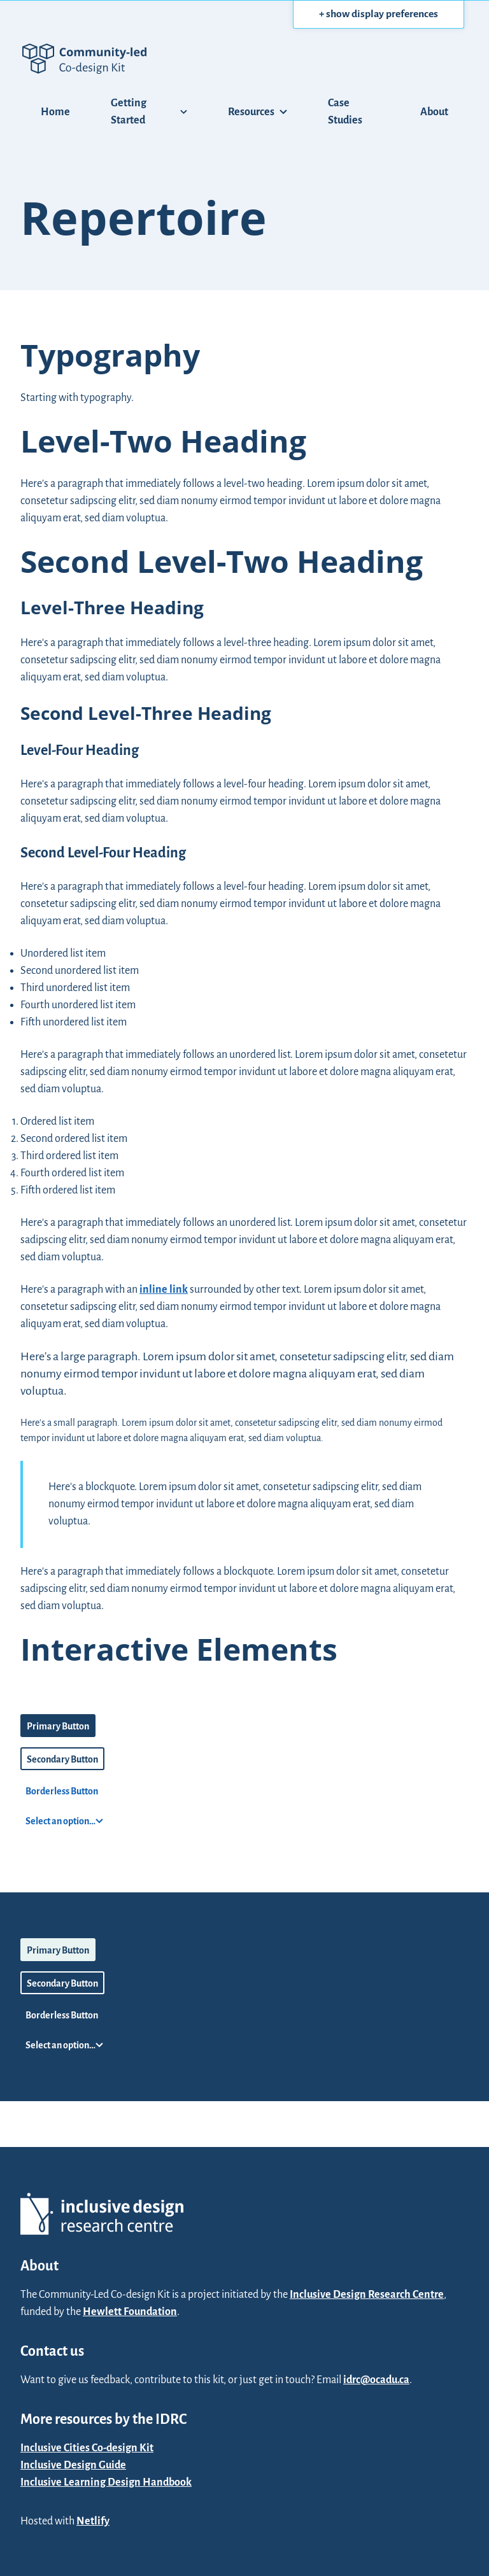 + show display preferences
Community-led
Co-design Kit
Home
Getting
Started
Resources
Case
Studies
About
Repertoire
Typography
Starting with typography.
Level-Two Heading
Here's a paragraph that immediately follows a level-two heading. Lorem ipsum dolor sit amet,
consetetur sadipscing elitr, sed diam nonumy eirmod tempor invidunt ut labore et dolore magna
aliquyam erat, sed diam voluptua.
Second Level-Two Heading
Level-Three Heading
Here's a paragraph that immediately follows a level-three heading. Lorem ipsum dolor sit amet,
consetetur sadipscing elitr, sed diam nonumy eirmod tempor invidunt ut labore et dolore magna
aliquyam erat, sed diam voluptua.
Second Level-Three Heading
Level-Four Heading
Here's a paragraph that immediately follows a level-four heading. Lorem ipsum dolor sit amet,
consetetur sadipscing elitr, sed diam nonumy eirmod tempor invidunt ut labore et dolore magna
aliquyam erat, sed diam voluptua.
Second Level-Four Heading
Here's a paragraph that immediately follows a level-four heading. Lorem ipsum dolor sit amet,
consetetur sadipscing elitr, sed diam nonumy eirmod tempor invidunt ut labore et dolore magna
aliquyam erat, sed diam voluptua.
• Unordered list item
• Second unordered list item
• Third unordered list item
• Fourth unordered list item
• Fifth unordered list item
Here's a paragraph that immediately follows an unordered list. Lorem ipsum dolor sit amet, consetetur
sadipscing elitr, sed diam nonumy eirmod tempor invidunt ut labore et dolore magna aliquyam erat,
sed diam voluptua.
1. Ordered list item
2. Second ordered list item
3. Third ordered list item
4. Fourth ordered list item
5. Fifth ordered list item
Here's a paragraph that immediately follows an unordered list. Lorem ipsum dolor sit amet, consetetur
sadipscing elitr, sed diam nonumy eirmod tempor invidunt ut labore et dolore magna aliquyam erat,
sed diam voluptua.
Here's a paragraph with an inline link surrounded by other text. Lorem ipsum dolor sit amet,
consetetur sadipscing elitr, sed diam nonumy eirmod tempor invidunt ut labore et dolore magna
aliquyam erat, sed diam voluptua.
Here's a large paragraph. Lorem ipsum dolor sit amet, consetetur sadipscing elitr, sed diam
nonumy eirmod tempor invidunt ut labore et dolore magna aliquyam erat, sed diam
voluptua.
Here's a small paragraph. Lorem ipsum dolor sit amet, consetetur sadipscing elitr, sed diam nonumy eirmod
tempor invidunt ut labore et dolore magna aliquyam erat, sed diam voluptua.
Here's a blockquote. Lorem ipsum dolor sit amet, consetetur sadipscing elitr, sed diam
nonumy eirmod tempor invidunt ut labore et dolore magna aliquyam erat, sed diam
voluptua.
Here's a paragraph that immediately follows a blockquote. Lorem ipsum dolor sit amet, consetetur
sadipscing elitr, sed diam nonumy eirmod tempor invidunt ut labore et dolore magna aliquyam erat,
sed diam voluptua.
Interactive Elements
Primary Button
Secondary Button
Borderless Button
Select an option...
Primary Button
Secondary Button
Borderless Button
Select an option...
inclusive design
research centre
About
The Community-Led Co-design Kit is a project initiated by the Inclusive Design Research Centre,
funded by the Hewlett Foundation.
Contact us
Want to give us feedback, contribute to this kit, or just get in touch? Email idrc@ocadu.ca.
More resources by the IDRC
Inclusive Cities Co-design Kit
Inclusive Design Guide
Inclusive Learning Design Handbook
Hosted with Netlify